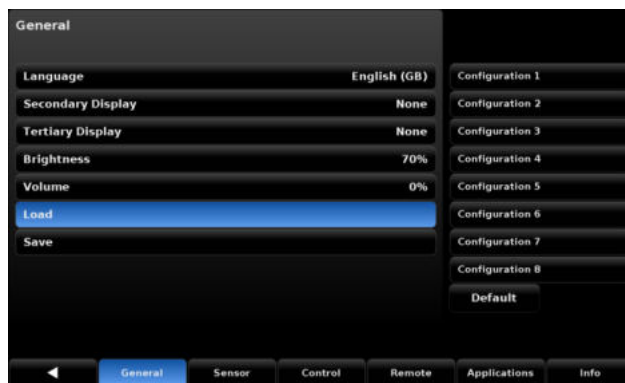 General
Language English (GB)
Secondary Display None
Tertiary Display None
Brightness 70%
Volume 0%
Load
Save
Configuration 1
Configuration 2
Configuration 3
Configuration 4
Configuration 5
Configuration 6
Configuration 7
Configuration 8
Default
General Sensor Control Remote Applications Info